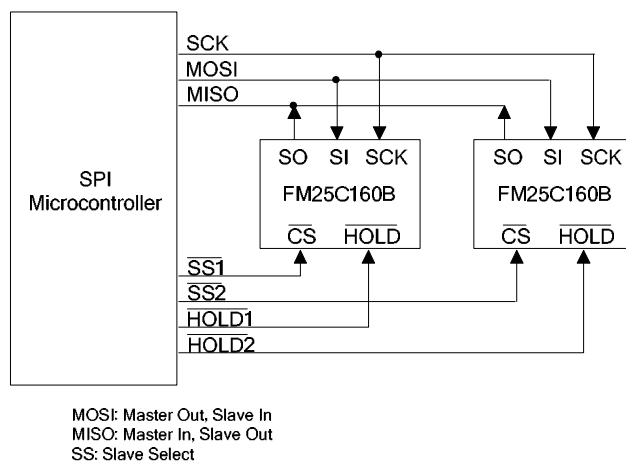 SCK
MOSI
MISO
SPI
Microcontroller
SO SI SCK
FM25C160B
CS HOLD
SO SI SCK
FM25C160B
CS HOLD
SS1
SS2
HOLD1
HOLD2
MOSI: Master Out, Slave In
MISO: Master In, Slave Out
SS: Slave Select